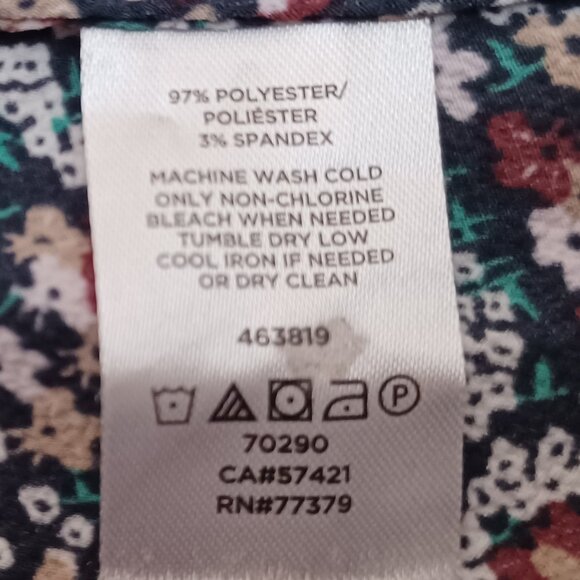 97% POLYESTER/
POLIÉSTER
3% SPANDEX
MACHINE WASH COLD
ONLY NON-CHLORINE
BLEACH WHEN NEEDED
TUMBLE DRY LOW
COOL IRON IF NEEDED
OR DRY CLEAN
463819
P
70290
CA#57421
RN#77379